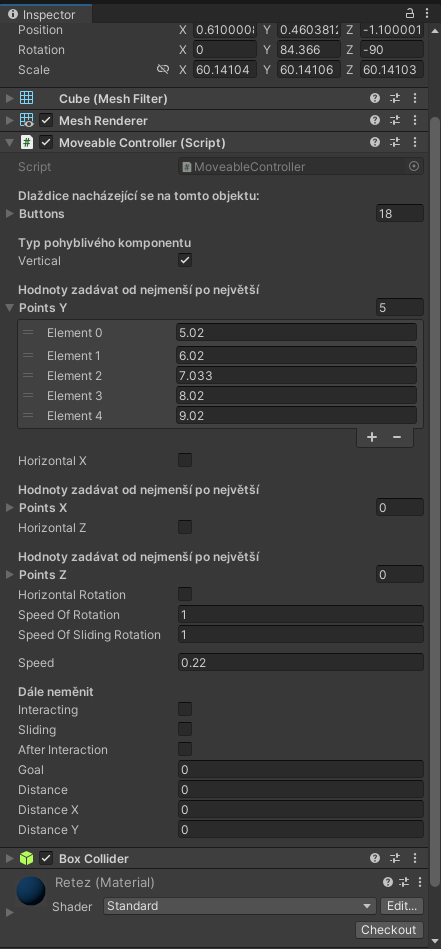 Inspector
Position X 0.6100008 Y 0.4603812 Z -1.100001
Rotation X 0 Y 84.366 Z -90
Scale X 60.14104 Y 60.14106 Z 60.14103
Cube (Mesh Filter)
Mesh Renderer
Moveable Controller (Script)
Script MoveableController
Dlaždice nacházející se na tomto objektu:
Buttons 18
Typ pohyblivého komponentu
Vertical
Hodnoty zadávat od nejmenší po největší
Points Y 5
Element 0 5.02
Element 1 6.02
Element 2 7.033
Element 3 8.02
Element 4 9.02
Horizontal X
Hodnoty zadávat od nejmenší po největší
Points X 0
Horizontal Z
Hodnoty zadávat od nejmenší po největší
Points Z 0
Horizontal Rotation
Speed Of Rotation 1
Speed Of Sliding Rotation 1
Speed 0.22
Dále neměnit
Interacting
Sliding
After Interaction
Goal 0
Distance 0
Distance X 0
Distance Y 0
Box Collider
Retez (Material)
Shader Standard Edit...
Checkout